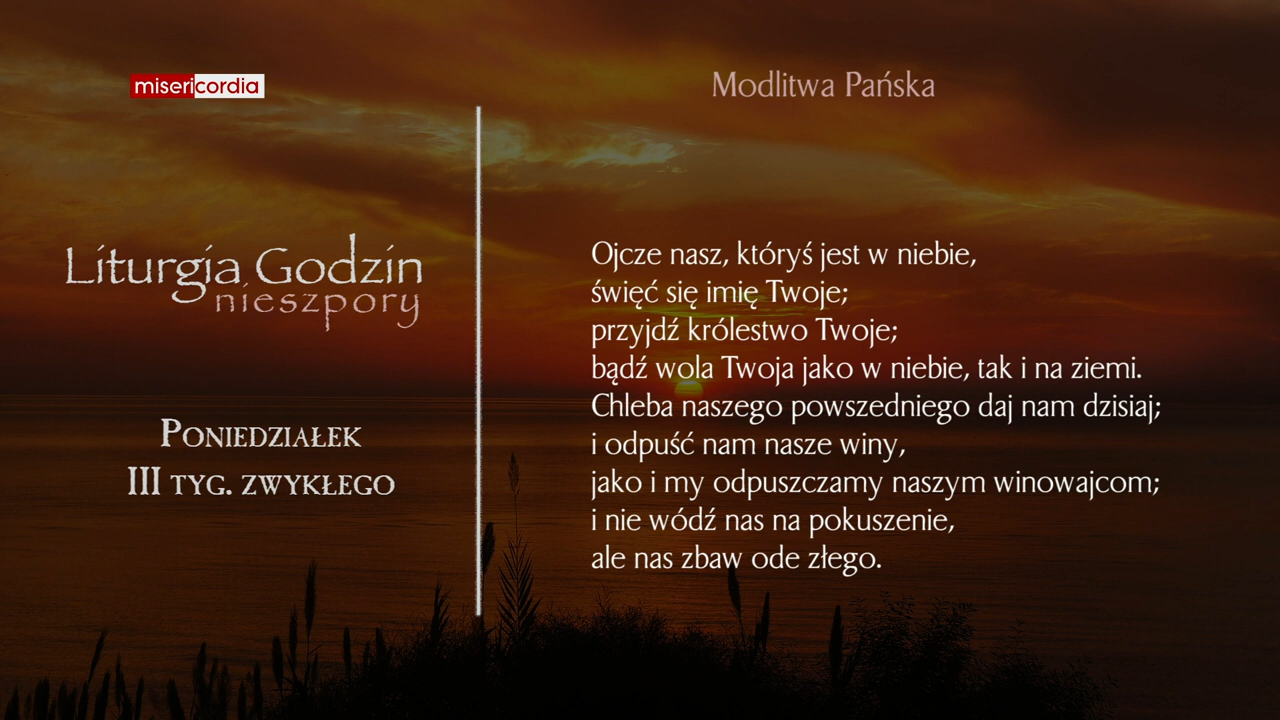 misericordia
Liturgia Godzin
nieszpory
Poniedziałek
III tyg. zwykłego
Modlitwa Pańska
Ojcze nasz, któryś jest w niebie,
święć się imię Twoje;
przyjdź królestwo Twoje;
bądź wola Twoja jako w niebie, tak i na ziemi.
Chleba naszego powszedniego daj nam dzisiaj;
i odpuść nam nasze winy,
jako i my odpuszczamy naszym winowajcom;
i nie wódź nas na pokuszenie,
ale nas zbaw ode złego.